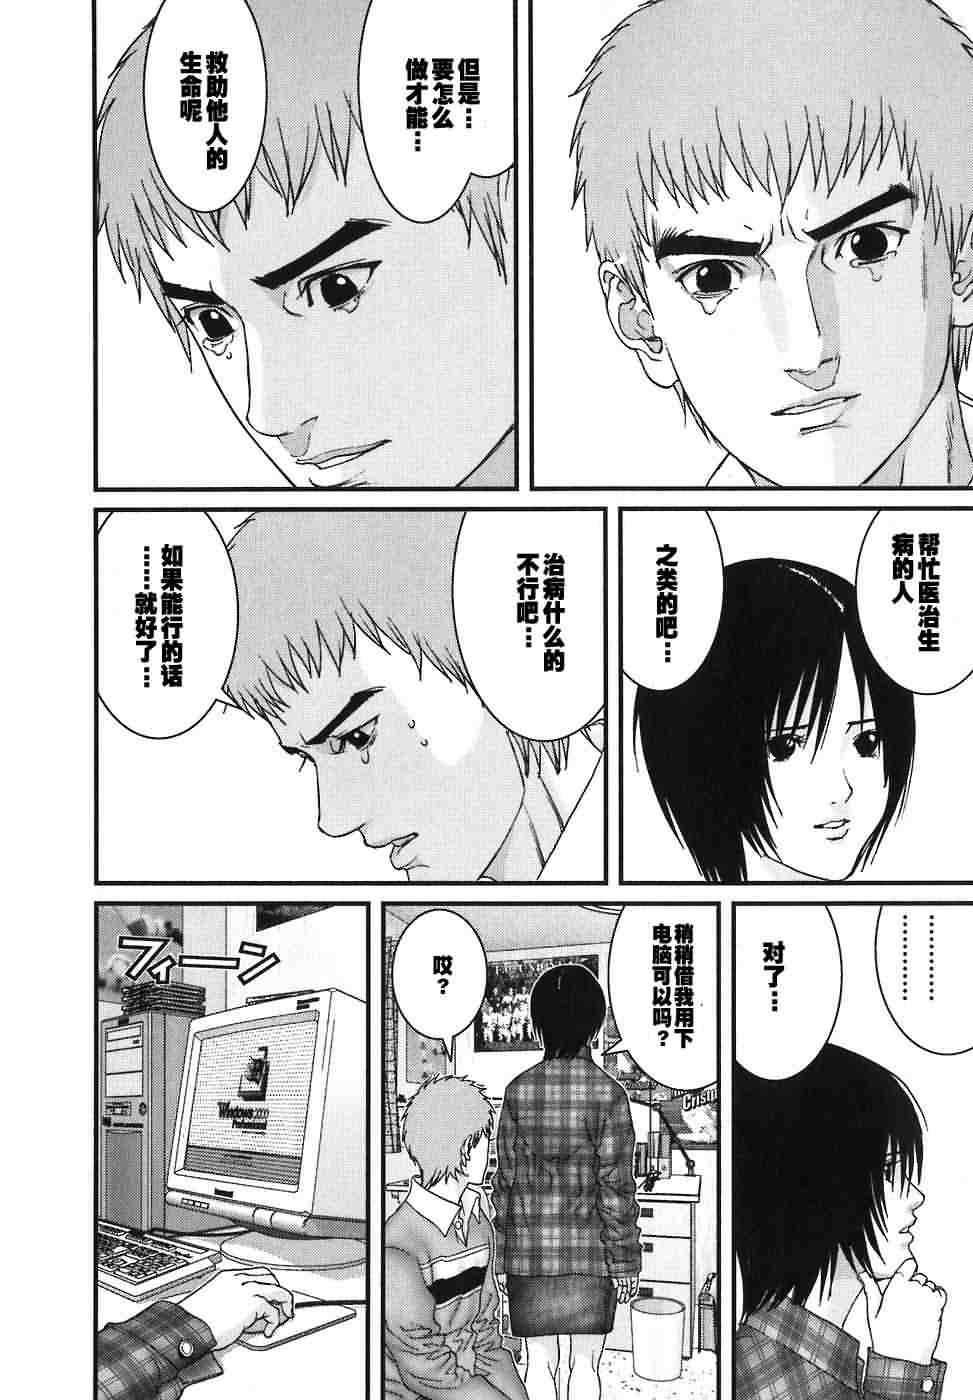 但是…
要怎么
做才能…
救助他人的
生命呢
帮忙医治生
病的人
之类的吧…
治病什么的
不行吧…
如果能行的话
……就好了…
………
………
对了…
稍稍借我用下
电脑可以吗？
哎？
Crism
フィーン
Windows 2000
Professional